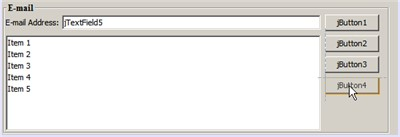 E-mail
E-mail Address: jTextField5 jButton1
Item 1 jButton2
Item 2
Item 3 jButton3
Item 4
Item 5 jButton4